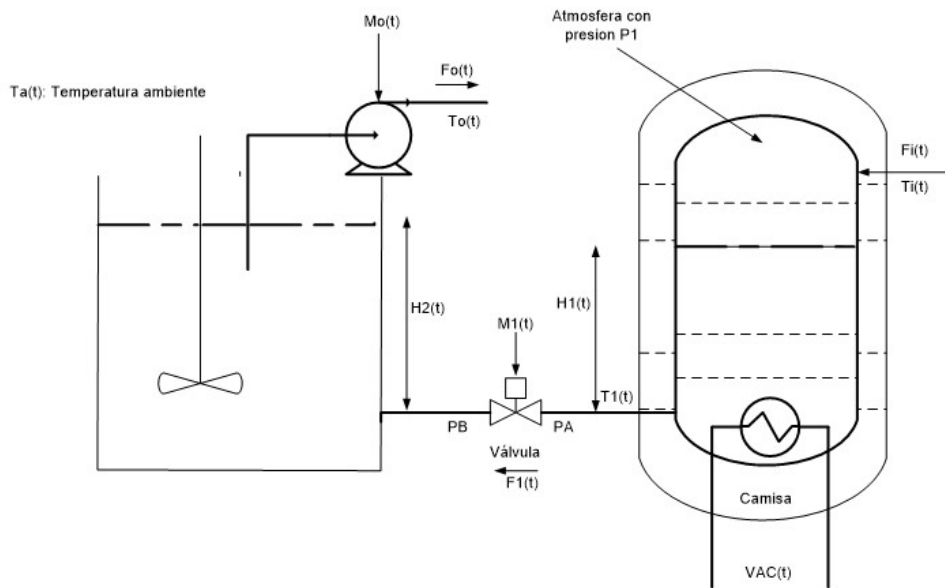 Mo(t)
Atmosfera con
presion P1
Fo(t)
Ta(t): Temperatura ambiente
To(t)
Fi(t)
Ti(t)
H2(t)
H1(t)
M1(t)
T1(t)
PB
PA
Válvula
F1(t)
Camisa
VAC(t)